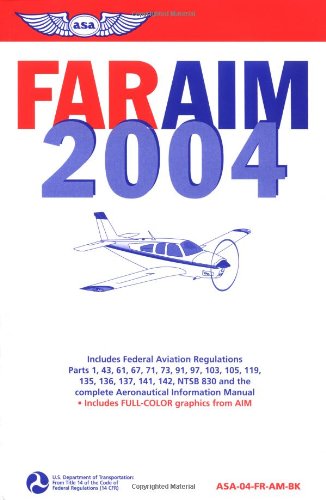 asa
FARAIM
2004
Includes Federal Aviation Regulations
Parts 1, 43, 61, 67, 71, 73, 91, 97, 103, 105, 119,
135, 136, 137, 141, 142, NTSB 830 and the
complete Aeronautical Information Manual
• Includes FULL-COLOR graphics from AIM
U.S. Department of Transportation
From Title 14 of the Code of
Federal Regulations (14 CFR)
ASA-04-FR-AM-BK